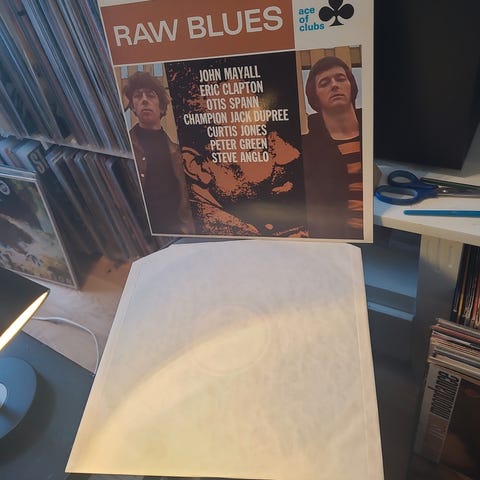 RAW BLUES
ace
of
clubs
JOHN MAYALL
ERIC CLAPTON
OTIS SPANN
CHAMPION JACK DUPREE
CURTIS JONES
PETER GREEN
STEVE ANGLO